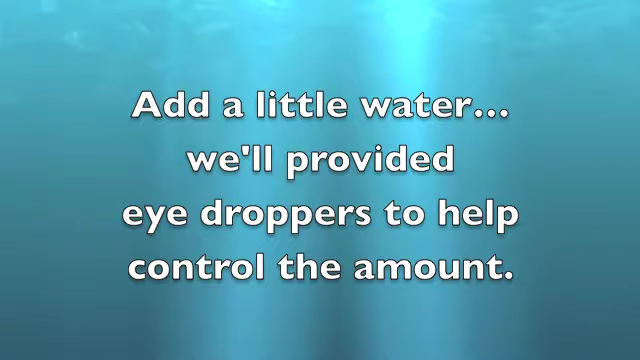 Add a little water...
we'll provided
eye droppers to help
control the amount.